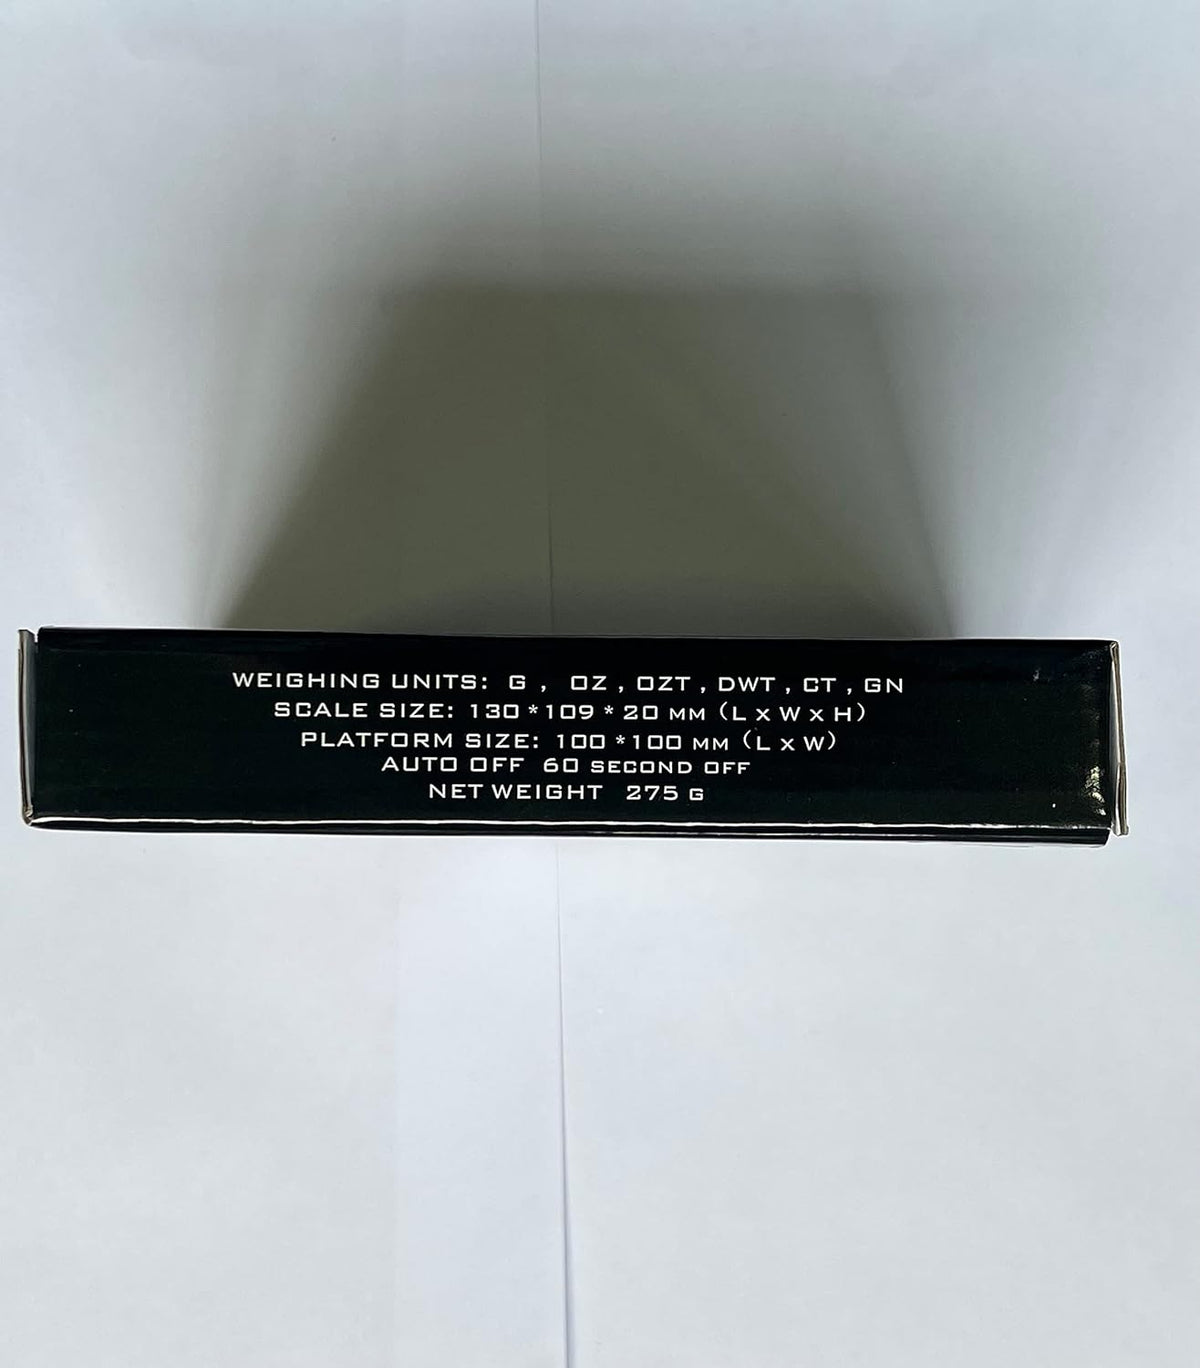 WEIGHING UNITS: G , OZ , OZT , DWT , CT , GN
SCALE SIZE: 130 * 109 * 20 MM (L x W x H)
PLATFORM SIZE: 100 * 100 MM (L x W)
AUTO OFF 60 SECOND OFF
NET WEIGHT 275 G